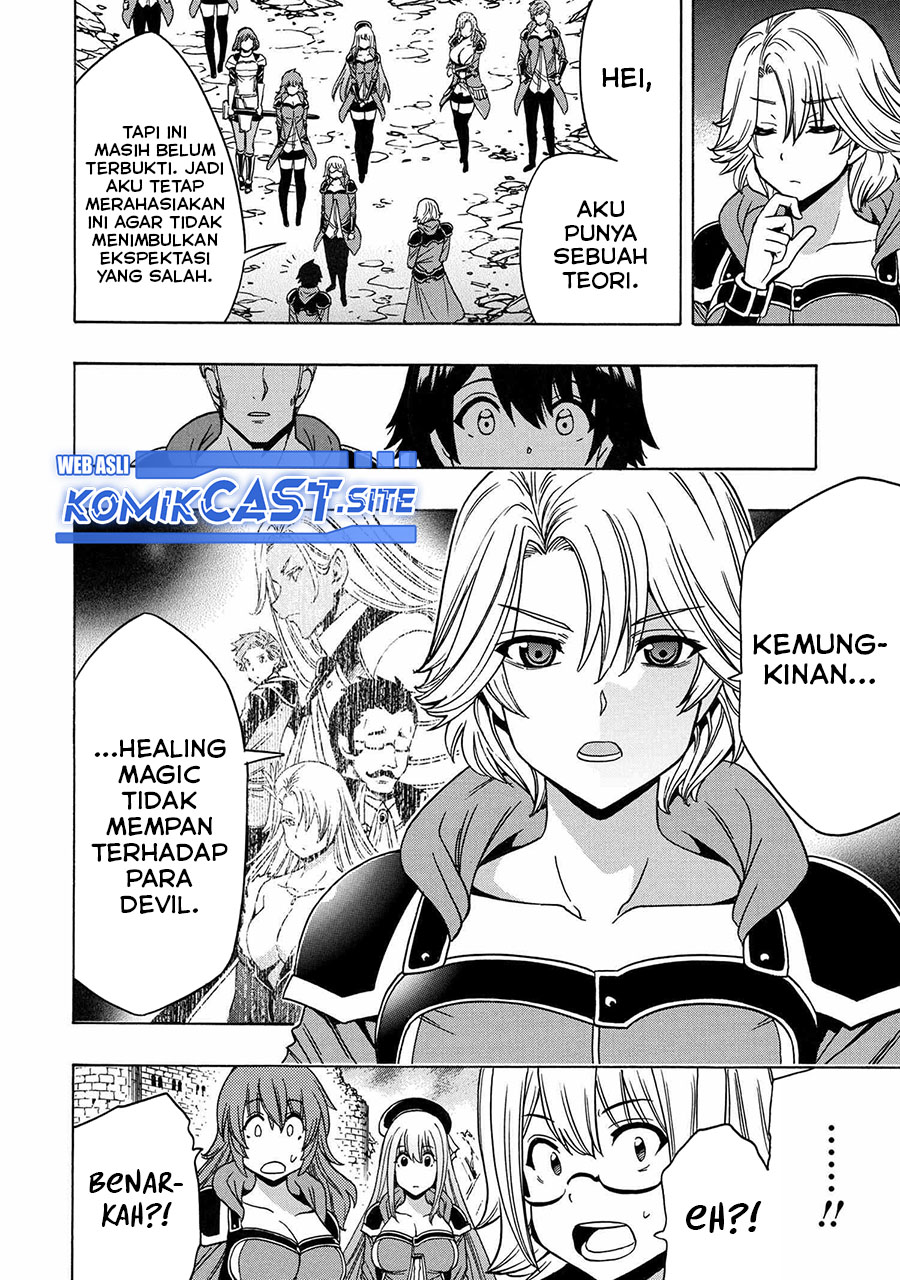 HEI,
AKU
PUNYA
SEBUAH
TEORI.
TAPI INI
MASIH BELUM
TERBUKTI. JADI
AKU TETAP
MERAHASIAKAN
INI AGAR TIDAK
MENIMBULKAN
EKSPEKTASI
YANG SALAH.
WEB ASLI
KOMIKCAST.SITE
KEMUNG-
KINAN...
...HEALING
MAGIC
TIDAK
MEMPAN
TERHADAP
PARA
DEVIL.
......!!
EH?!
BENAR-
KAH?!